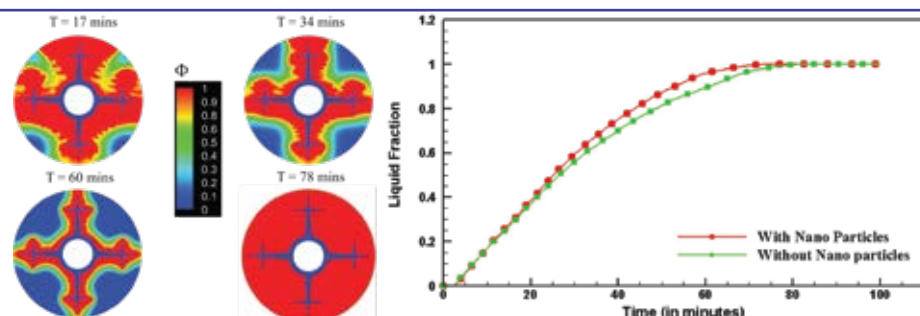 T = 17 mins
T = 34 mins
Φ
1
0.9
0.8
0.7
0.6
0.5
0.4
0.3
0.2
0.1
0
T = 60 mins
T = 78 mins
1.2
1
0.8
0.6
0.4
0.2
0
Liquid Fraction
With Nano Particles
Without Nano particles
0
20
40
60
80
100
Time (in minutes)